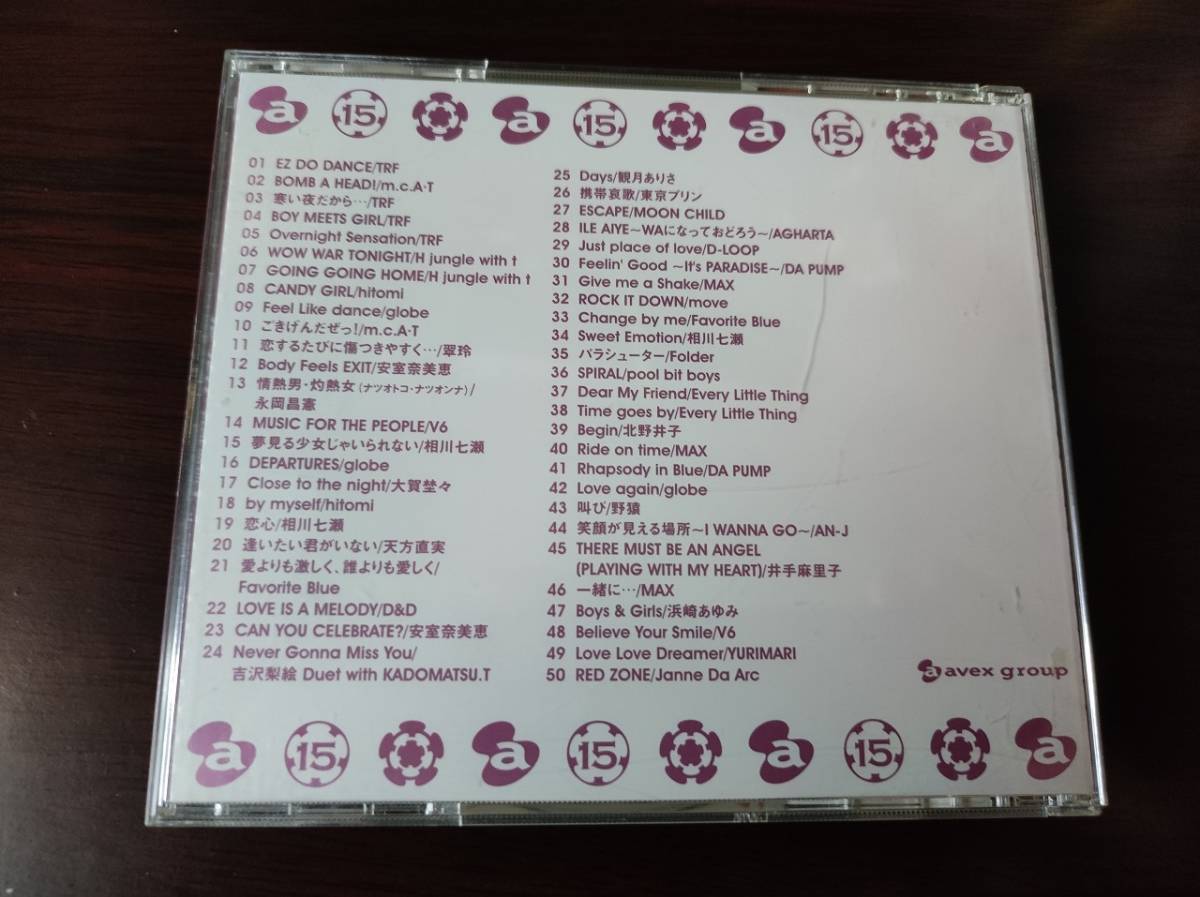 a 15 a 15 a 15 a
01 EZ DO DANCE/TRF
02 BOMB A HEAD!/m.c.A・T
03 寒い夜だから…/TRF
04 BOY MEETS GIRL/TRF
05 Overnight Sensation/TRF
06 WOW WAR TONIGHT/H jungle with t
07 GOING GOING HOME/H jungle with t
08 CANDY GIRL/hitomi
09 Feel Like dance/globe
10 ごきげんだぜっ!/m.c.A・T
11 恋するたびに傷つきやすく…/翠玲
12 Body Feels EXIT/安室奈美恵
13 情熱男・灼熱女(ナツオトコ・ナツオンナ)/
永岡昌憲
14 MUSIC FOR THE PEOPLE/V6
15 夢見る少女じゃいられない/相川七瀬
16 DEPARTURES/globe
17 Close to the night/大賀埜々
18 by myself/hitomi
19 恋心/相川七瀬
20 逢いたい君がいない/天方直実
21 愛よりも激しく、誰よりも愛しく/
Favorite Blue
22 LOVE IS A MELODY/D&D
23 CAN YOU CELEBRATE?/安室奈美恵
24 Never Gonna Miss You/
吉沢梨絵 Duet with KADOMATSU.T
25 Days/観月ありさ
26 携帯哀歌/東京プリン
27 ESCAPE/MOON CHILD
28 ILE AIYE～WAになっておどろう～/AGHARTA
29 Just place of love/D-LOOP
30 Feelin' Good ～It's PARADISE～/DA PUMP
31 Give me a Shake/MAX
32 ROCK IT DOWN/move
33 Change by me/Favorite Blue
34 Sweet Emotion/相川七瀬
35 パラシューター/Folder
36 SPIRAL/pool bit boys
37 Dear My Friend/Every Little Thing
38 Time goes by/Every Little Thing
39 Begin/北野井子
40 Ride on time/MAX
41 Rhapsody in Blue/DA PUMP
42 Love again/globe
43 叫び/野猿
44 笑顔が見える場所～I WANNA GO～/AN-J
45 THERE MUST BE AN ANGEL
(PLAYING WITH MY HEART)/井手麻里子
46 一緒に…/MAX
47 Boys & Girls/浜崎あゆみ
48 Believe Your Smile/V6
49 Love Love Dreamer/YURIMARI
50 RED ZONE/Janne Da Arc
a avex group
a 15 a 15 a 15 a